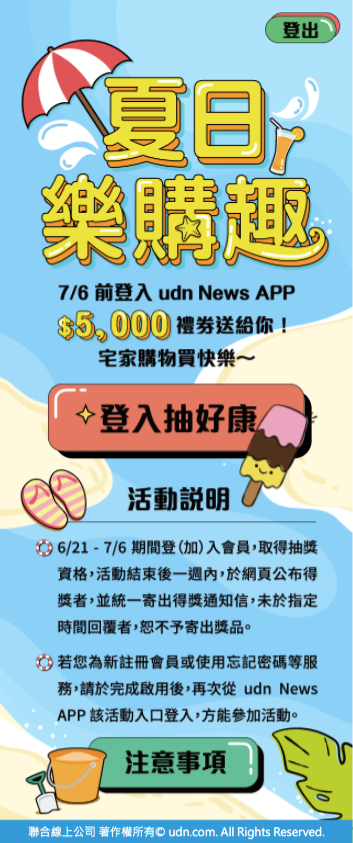 登出
夏日
樂購趣
7/6 前登入 udn News APP
$5,000 禮券送給你！
宅家購物買快樂～
登入抽好康
活動説明
6/21 - 7/6 期間登(加)入會員，取得抽獎
資格，活動結束後一週內，於網頁公布得
獎者，並統一寄出得獎通知信，未於指定
時間回覆者，恕不予寄出獎品。
若您為新註冊會員或使用忘記密碼等服
務，請於完成啟用後，再次從 udn News
APP 該活動入口登入，方能參加活動。
注意事項
聯合線上公司 著作權所有© udn.com. All Rights Reserved.